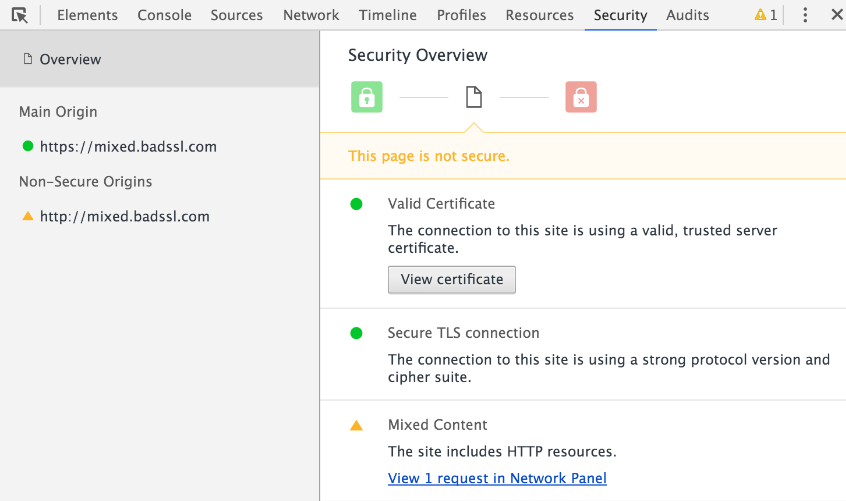 Elements Console Sources Network Timeline Profiles Resources Security Audits 1
Overview
Main Origin
https://mixed.badssl.com
Non-Secure Origins
http://mixed.badssl.com
Security Overview
This page is not secure.
Valid Certificate
The connection to this site is using a valid, trusted server
certificate.
View certificate
Secure TLS connection
The connection to this site is using a strong protocol version and
cipher suite.
Mixed Content
The site includes HTTP resources.
View 1 request in Network Panel